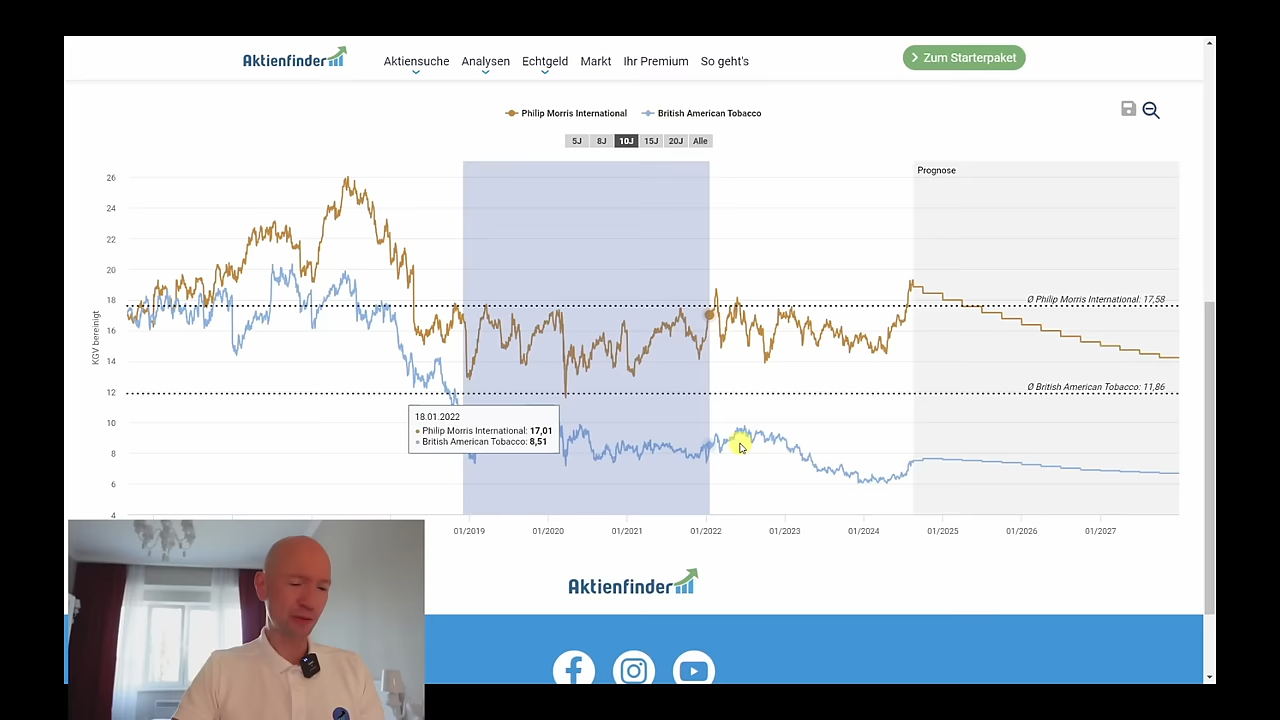 Aktienfinder
Aktiensuche Analysen Echtgeld Markt Ihr Premium So geht's
Zum Starterpaket
Philip Morris International British American Tobacco
5J 8J 10J 15J 20J Alle
Prognose
26
24
22
20
18
16
14
12
10
8
6
4
KGV bereinigt
Ø Philip Morris International: 17,58
Ø British American Tobacco: 11,86
18.01.2022
Philip Morris International: 17,01
British American Tobacco: 8,51
01/2019 01/2020 01/2021 01/2022 01/2023 01/2024 01/2025 01/2026 01/2027
Aktienfinder